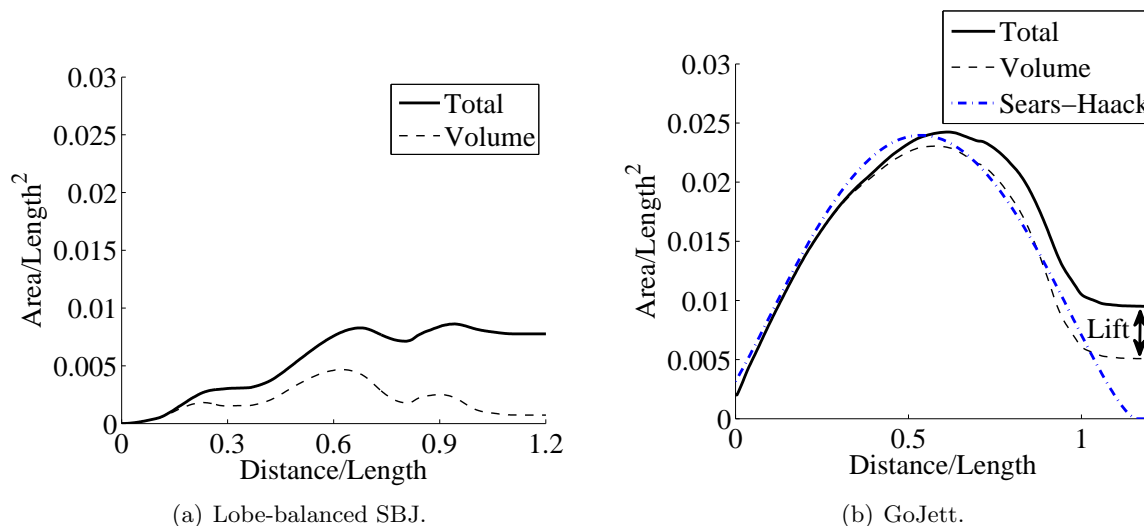 0.03
0.025
0.02
0.015
0.01
0.005
0
Area/Length²
0 0.3 0.6 0.9 1.2
Distance/Length
Total
Volume
(a) Lobe-balanced SBJ.
Total
Volume
Sears−Haack
0.03
0.025
0.02
0.015
0.01
0.005
0
Area/Length²
Lift
0 0.5 1
Distance/Length
(b) GoJett.